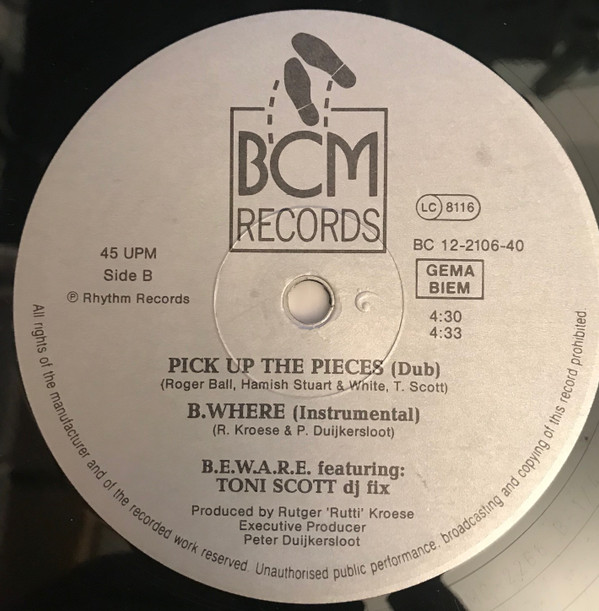 BCM
RECORDS
LC 8116
BC 12-2106-40
GEMA
BIEM
45 UPM
Side B
℗ Rhythm Records
4:30
4:33
PICK UP THE PIECES (Dub)
(Roger Ball, Hamish Stuart & White, T. Scott)
B.WHERE (Instrumental)
(R. Kroese & P. Duijkersloot)
B.E.W.A.R.E. featuring:
TONI SCOTT dj fix
Produced by Rutger 'Rutti' Kroese
Executive Producer
Peter Duijkersloot
All rights of the manufacturer and of the recorded work reserved. Unauthorised public performance, broadcasting and copying of this record prohibited